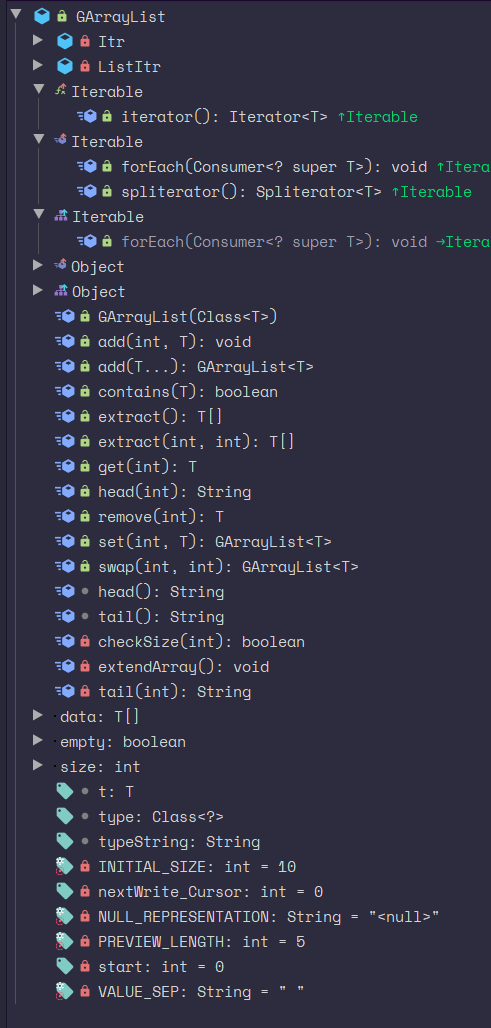 GArrayList
Itr
ListItr
Iterable
iterator(): Iterator<T> ↑Iterable
Iterable
forEach(Consumer<? super T>): void ↑Itera
spliterator(): Spliterator<T> ↑Iterable
Iterable
forEach(Consumer<? super T>): void →Itera
Object
Object
GArrayList(Class<T>)
add(int, T): void
add(T...): GArrayList<T>
contains(T): boolean
extract(): T[]
extract(int, int): T[]
get(int): T
head(int): String
remove(int): T
set(int, T): GArrayList<T>
swap(int, int): GArrayList<T>
head(): String
tail(): String
checkSize(int): boolean
extendArray(): void
tail(int): String
data: T[]
empty: boolean
size: int
t: T
type: Class<?>
typeString: String
INITIAL_SIZE: int = 10
nextWrite_Cursor: int = 0
NULL_REPRESENTATION: String = "<null>"
PREVIEW_LENGTH: int = 5
start: int = 0
VALUE_SEP: String = " "